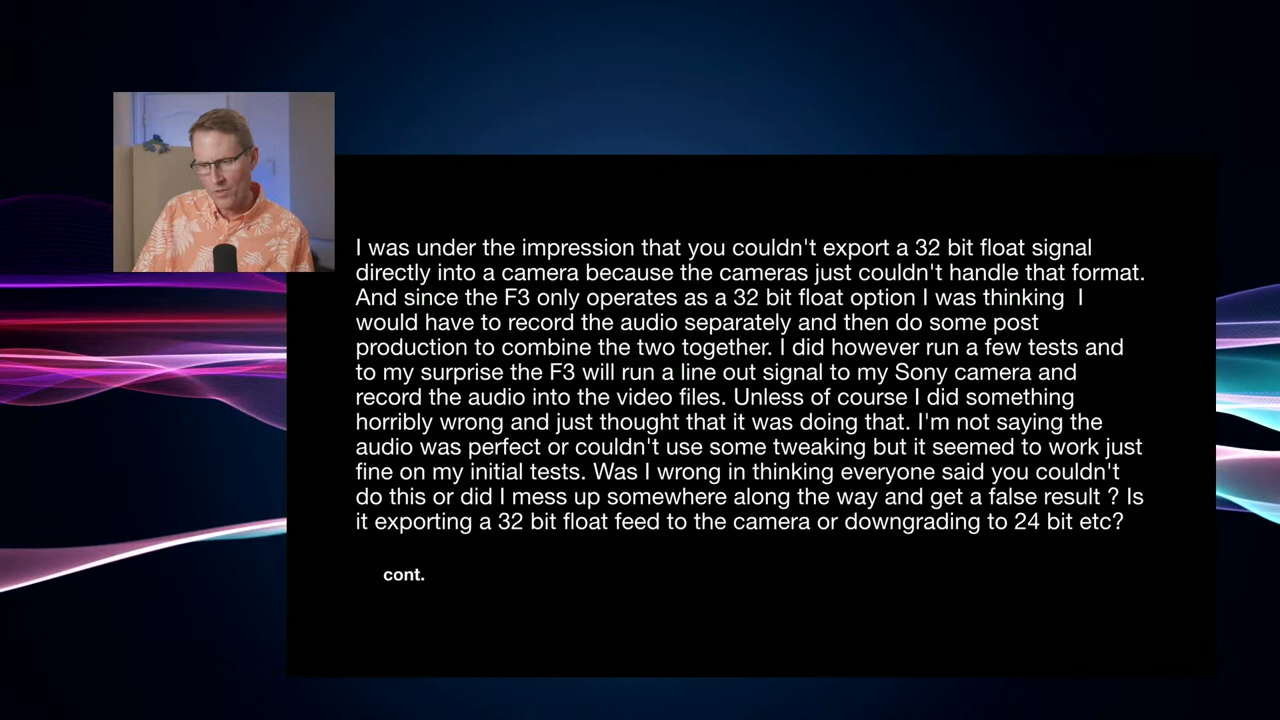 I was under the impression that you couldn't export a 32 bit float signal
directly into a camera because the cameras just couldn't handle that format.
And since the F3 only operates as a 32 bit float option I was thinking  I
would have to record the audio separately and then do some post
production to combine the two together. I did however run a few tests and
to my surprise the F3 will run a line out signal to my Sony camera and
record the audio into the video files. Unless of course I did something
horribly wrong and just thought that it was doing that. I'm not saying the
audio was perfect or couldn't use some tweaking but it seemed to work just
fine on my initial tests. Was I wrong in thinking everyone said you couldn't
do this or did I mess up somewhere along the way and get a false result ? Is
it exporting a 32 bit float feed to the camera or downgrading to 24 bit etc?
cont.